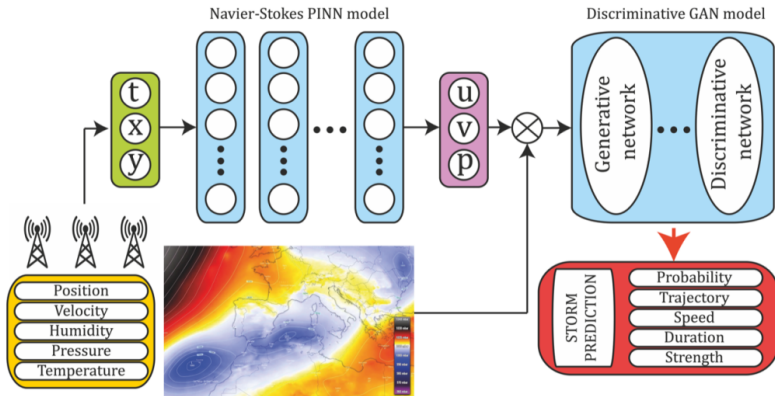 Navier-Stokes PINN model
Discriminative GAN model
t
x
y
u
v
p
Generative
network
Discriminative
network
Position
Velocity
Humidity
Pressure
Temperature
STORM
PREDICTION
Probability
Trajectory
Speed
Duration
Strength